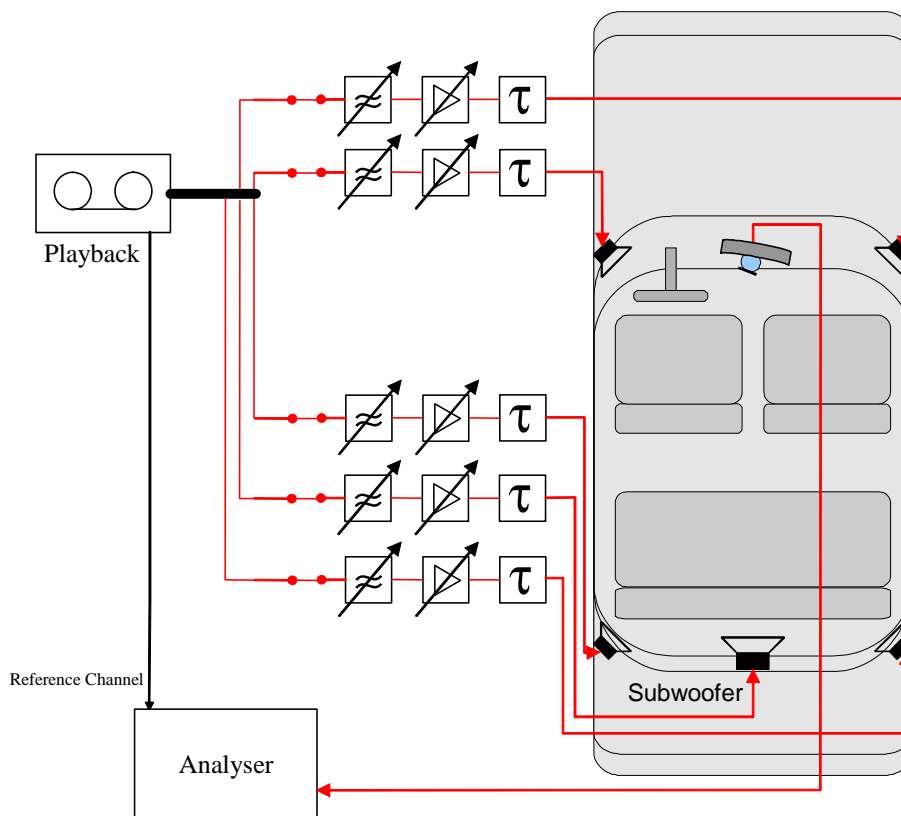 τ
τ
Playback
τ
τ
τ
Reference Channel
Subwoofer
Analyser